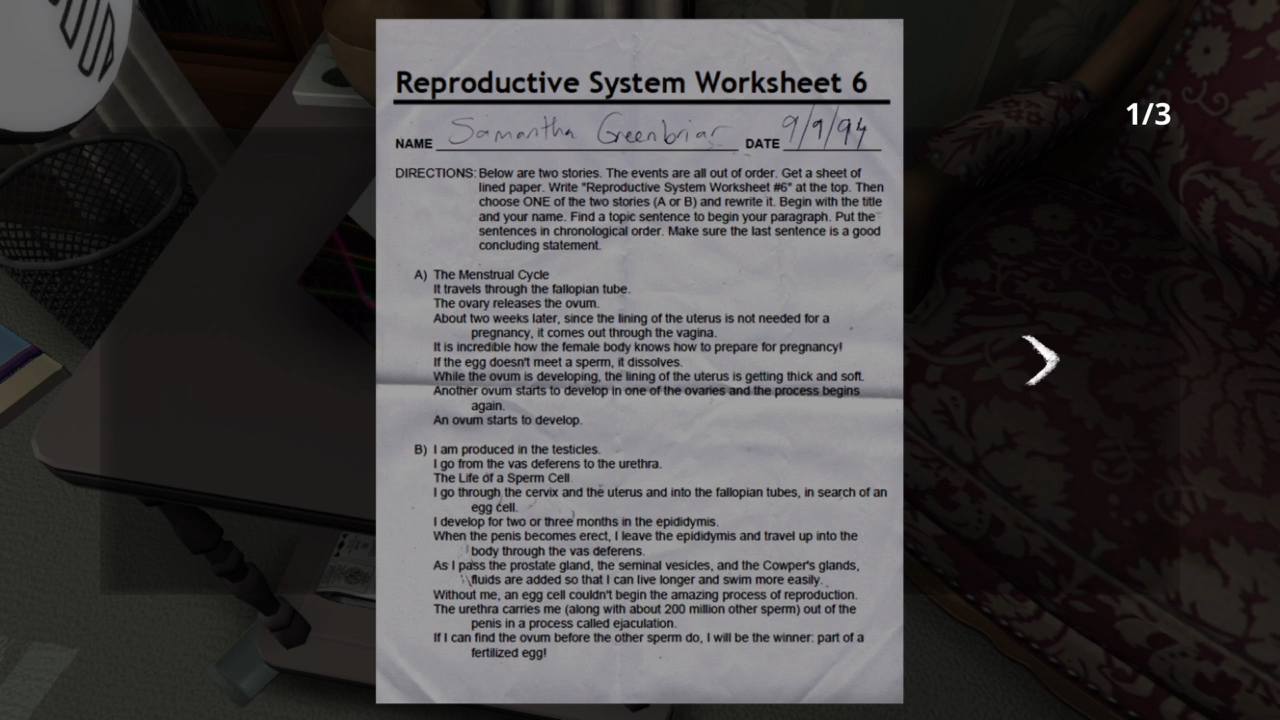 1/3
Reproductive System Worksheet 6
NAME Samantha Greenbriar DATE 9/9/94
DIRECTIONS: Below are two stories. The events are all out of order. Get a sheet of
lined paper. Write "Reproductive System Worksheet #6" at the top. Then
choose ONE of the two stories (A or B) and rewrite it. Begin with the title
and your name. Find a topic sentence to begin your paragraph. Put the
sentences in chronological order. Make sure the last sentence is a good
concluding statement.
A) The Menstrual Cycle
It travels through the fallopian tube.
The ovary releases the ovum.
About two weeks later, since the lining of the uterus is not needed for a
pregnancy, it comes out through the vagina.
It is incredible how the female body knows how to prepare for pregnancy!
If the egg doesn't meet a sperm, it dissolves.
While the ovum is developing, the lining of the uterus is getting thick and soft.
Another ovum starts to develop in one of the ovaries and the process begins
again.
An ovum starts to develop.
B) I am produced in the testicles.
I go from the vas deferens to the urethra.
The Life of a Sperm Cell
I go through the cervix and the uterus and into the fallopian tubes, in search of an
egg cell.
I develop for two or three months in the epididymis.
When the penis becomes erect, I leave the epididymis and travel up into the
body through the vas deferens.
As I pass the prostate gland, the seminal vesicles, and the Cowper's glands,
fluids are added so that I can live longer and swim more easily.
Without me, an egg cell couldn't begin the amazing process of reproduction.
The urethra carries me (along with about 200 million other sperm) out of the
penis in a process called ejaculation.
If I can find the ovum before the other sperm do, I will be the winner: part of a
fertilized egg!